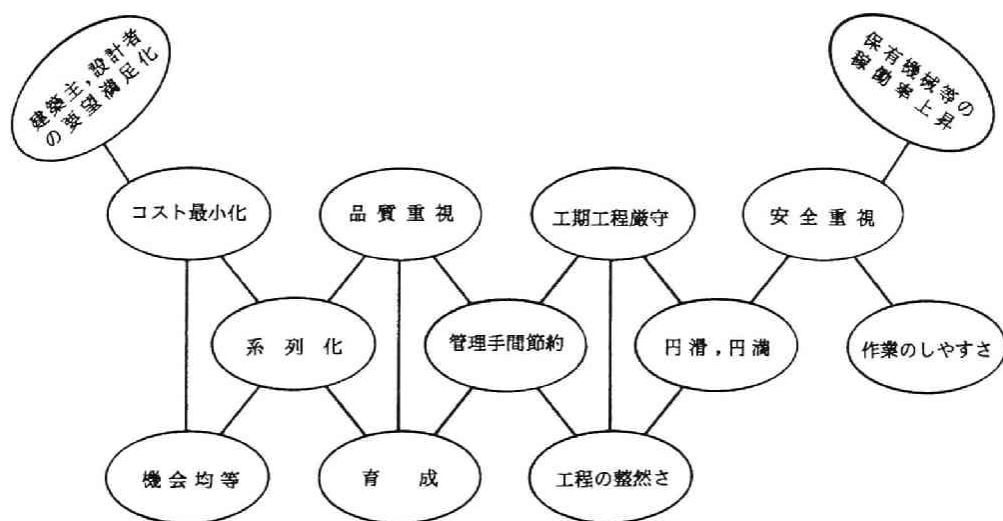 建築主,設計者
の要望満足化
保有機械等の
稼働率上昇
コスト最小化
品質重視
工期工程厳守
安全重視
系列化
管理手間節約
円滑,円満
作業のしやすさ
機会均等
育成
工程の整然さ